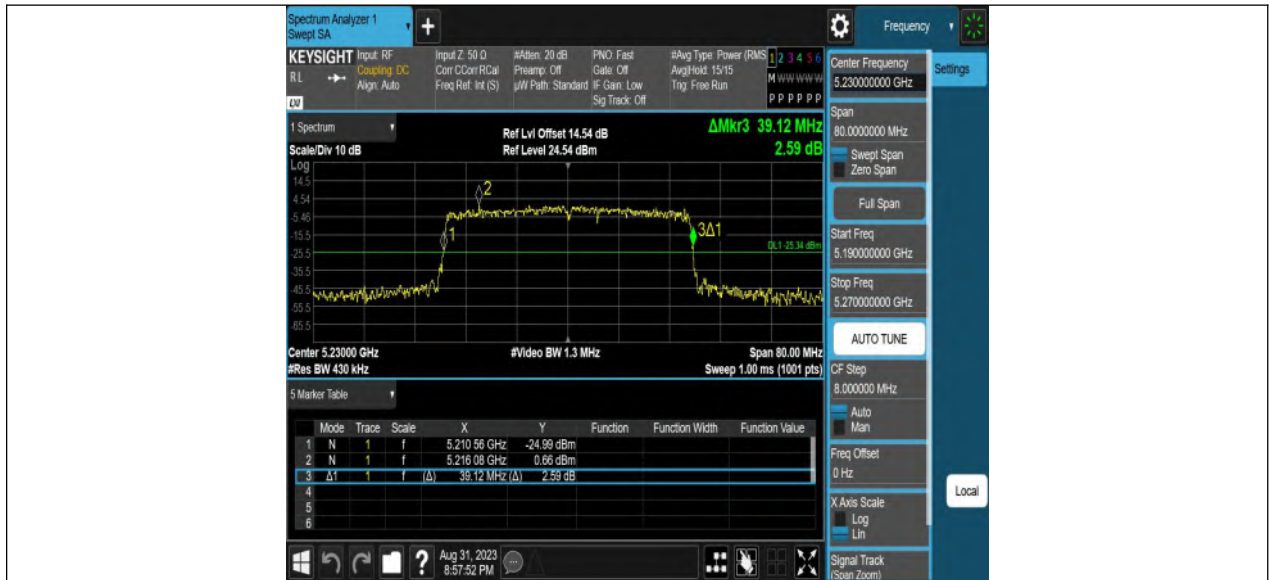 Spectrum Analyzer 1
Swept SA
+
Frequency
KEYSIGHT Input: RF Input Z: 50 Ω #Atten: 20 dB PNO: Fast #Avg Type: Power (RMS 1 2 3 4 5 6
RL Coupling: DC Corr CCorr RCal Preamp: Off Gate: Off Avg|Hold: 15/15 M W W W W W
Align: Auto Freq Ref: Int (S) µW Path: Standard IF Gain: Low Trig: Free Run
Sig Track: Off P P P P P P
LXI
1 Spectrum
Ref Lvl Offset 14.54 dB
ΔMkr3 39.12 MHz
Scale/Div 10 dB
Ref Level 24.54 dBm
2.59 dB
Log
14.5
4.54
-5.46
-15.5
-25.5
-35.5
-45.5
-55.5
-65.5
2
1
3Δ1
DL1 -25.34 dBm
Center 5.23000 GHz #Video BW 1.3 MHz Span 80.00 MHz
#Res BW 430 kHz Sweep 1.00 ms (1001 pts)
5 Marker Table
Mode Trace Scale X Y Function Function Width Function Value
1 N 1 f 5.210 56 GHz -24.99 dBm
2 N 1 f 5.216 08 GHz 0.66 dBm
3 Δ1 1 f (Δ) 39.12 MHz (Δ) 2.59 dB
4
5
6
?
Aug 31, 2023
8:57:52 PM
Center Frequency
5.230000000 GHz
Settings
Span
80.0000000 MHz
Swept Span
Zero Span
Full Span
Start Freq
5.190000000 GHz
Stop Freq
5.270000000 GHz
AUTO TUNE
CF Step
8.000000 MHz
Auto
Man
Freq Offset
0 Hz
X Axis Scale
Log
Lin
Signal Track
(Span Zoom)
Local